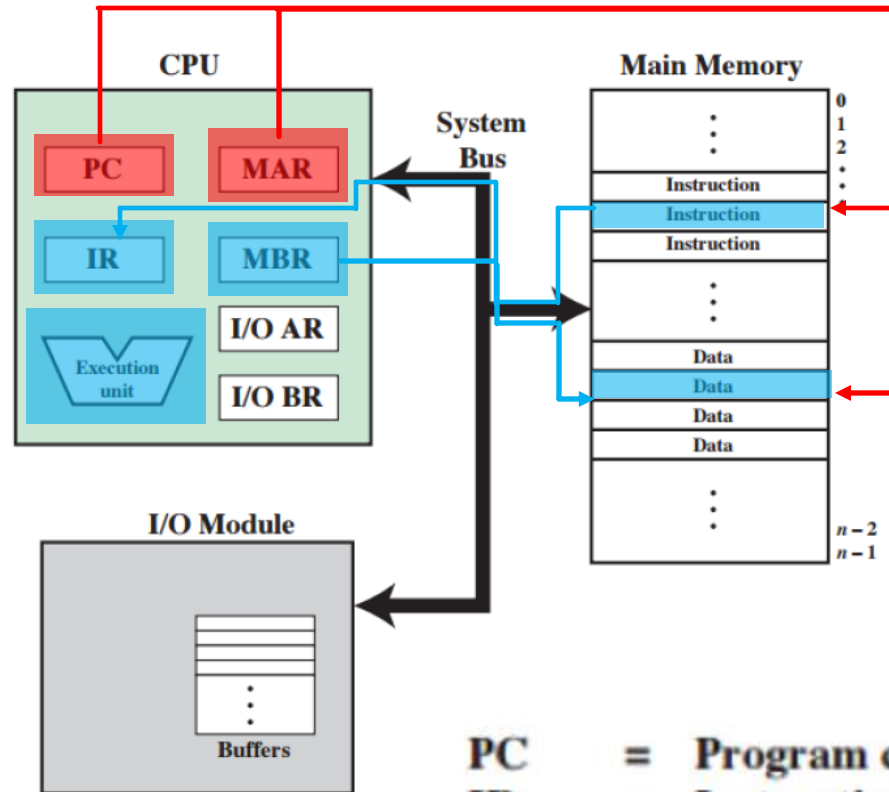 CPU
Main Memory
System
Bus
0
1
2
PC
MAR
Instruction
Instruction
Instruction
IR
MBR
I/O AR
Execution
unit
I/O BR
Data
Data
Data
Data
I/O Module
n – 2
n – 1
Buffers
PC = Program